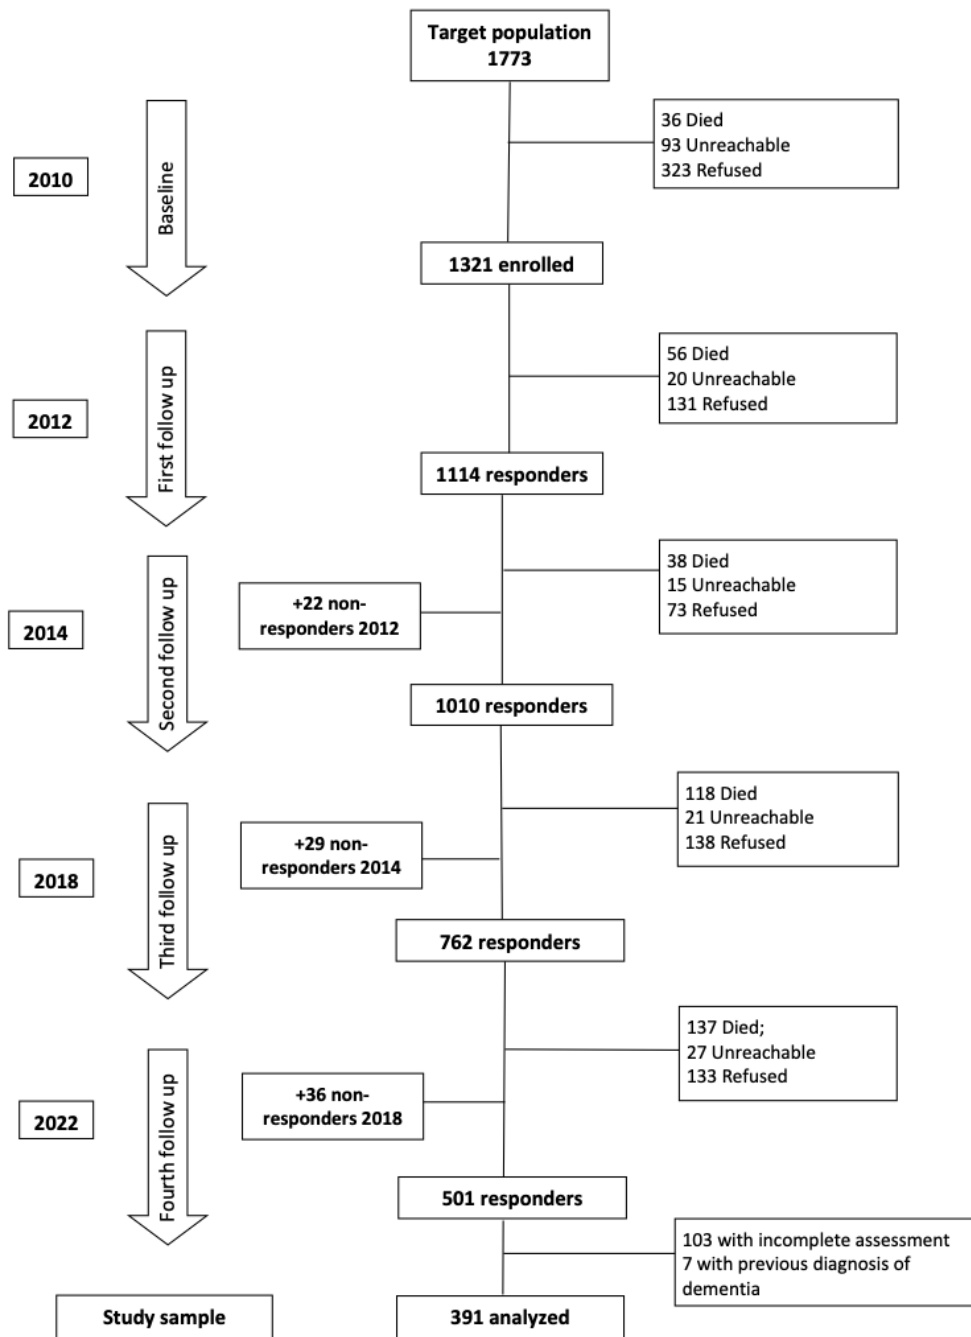 Target population
1773
36 Died
93 Unreachable
323 Refused
2010
Baseline
1321 enrolled
56 Died
20 Unreachable
131 Refused
2012
First follow up
1114 responders
38 Died
15 Unreachable
73 Refused
+22 non-
responders 2012
2014
Second follow up
1010 responders
118 Died
21 Unreachable
138 Refused
+29 non-
responders 2014
2018
Third follow up
762 responders
137 Died;
27 Unreachable
133 Refused
+36 non-
responders 2018
2022
Fourth follow up
501 responders
103 with incomplete assessment
7 with previous diagnosis of
dementia
Study sample
391 analyzed